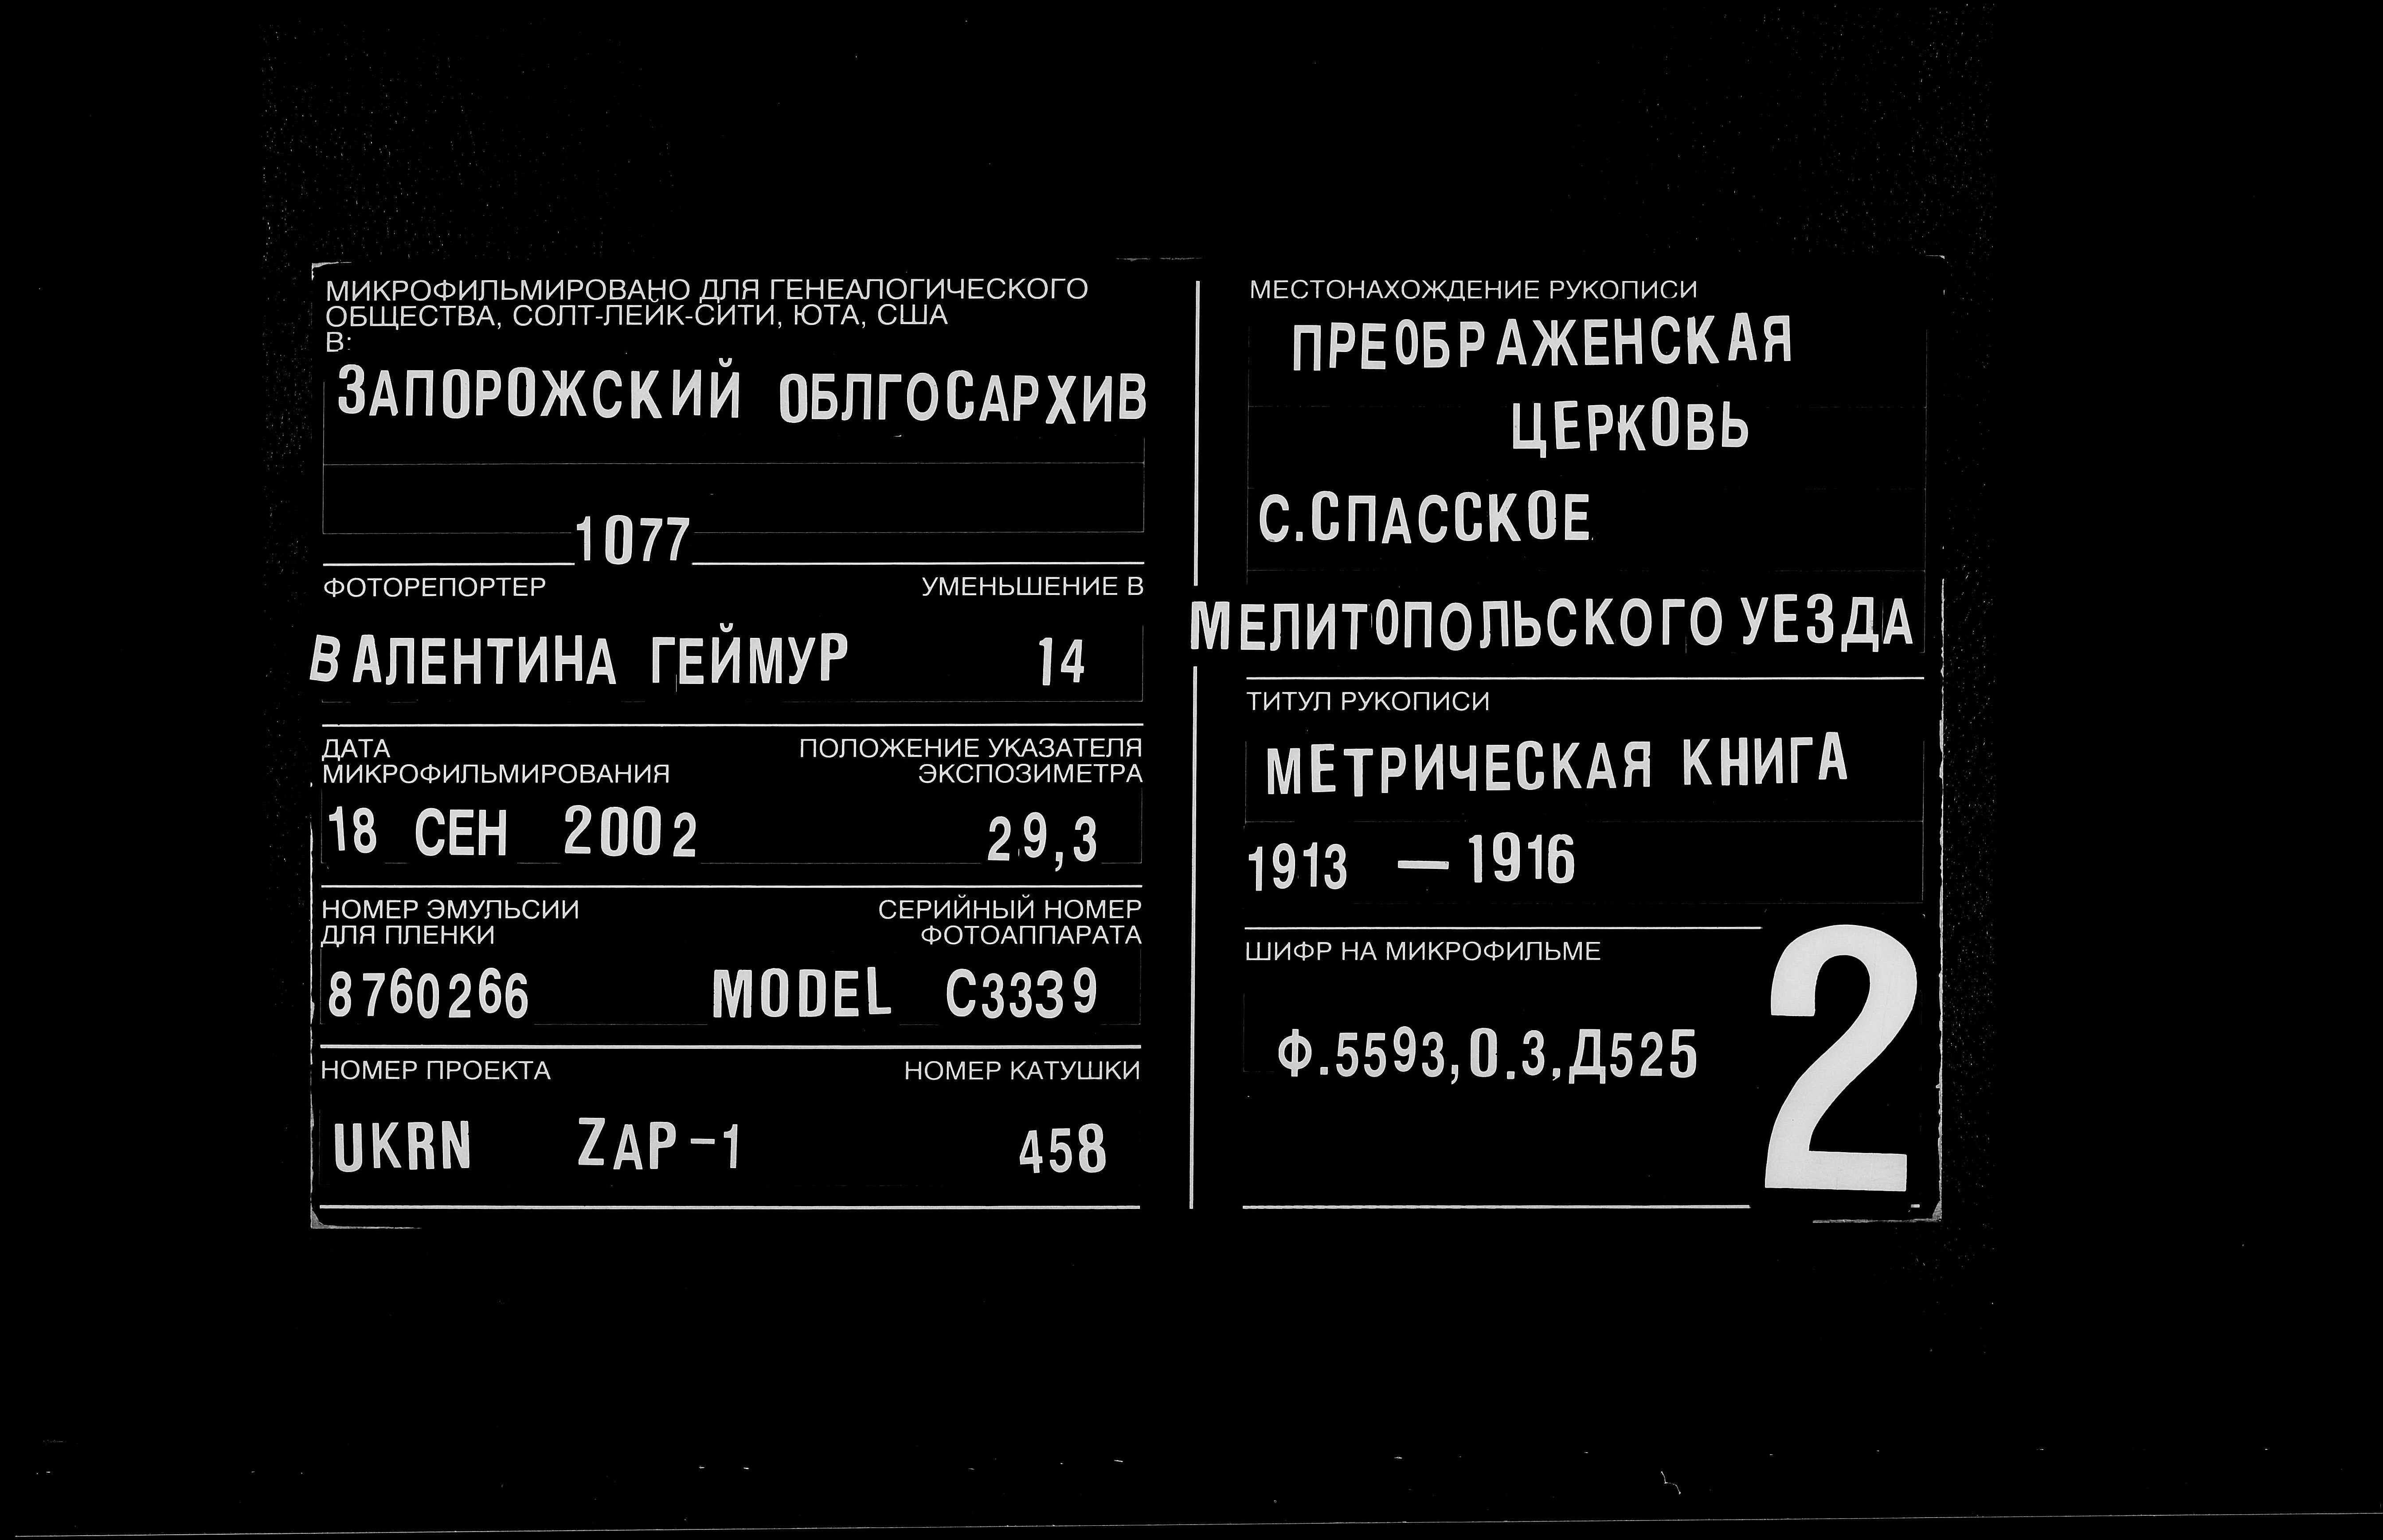 МИКРОФИЛЬМИРОВАНО ДЛЯ ГЕНЕАЛОГИЧЕСКОГО
ОБЩЕСТВА, СОЛТ-ЛЕЙК-СИТИ, ЮТА, США
В:
ЗАПОРОЖСКИЙ ОБЛГОСАРХИВ
1077
ФОТОРЕПОРТЕР УМЕНЬШЕНИЕ В
ВАЛЕНТИНА ГЕЙМУР 14
ДАТА ПОЛОЖЕНИЕ УКАЗАТЕЛЯ
МИКРОФИЛЬМИРОВАНИЯ ЭКСПОЗИМЕТРА
18 СЕН 2002 29,3
НОМЕР ЭМУЛЬСИИ СЕРИЙНЫЙ НОМЕР
ДЛЯ ПЛЕНКИ ФОТОАППАРАТА
8760266 MODEL C3339
НОМЕР ПРОЕКТА НОМЕР КАТУШКИ
UKRN ZAP-1 458
МЕСТОНАХОЖДЕНИЕ РУКОПИСИ
ПРЕОБРАЖЕНСКАЯ
ЦЕРКОВЬ
С.СПАССКОЕ
МЕЛИТОПОЛЬСКОГО УЕЗДА
ТИТУЛ РУКОПИСИ
МЕТРИЧЕСКАЯ КНИГА
1913 — 1916
ШИФР НА МИКРОФИЛЬМЕ
Ф.5593,О.3,Д525
2